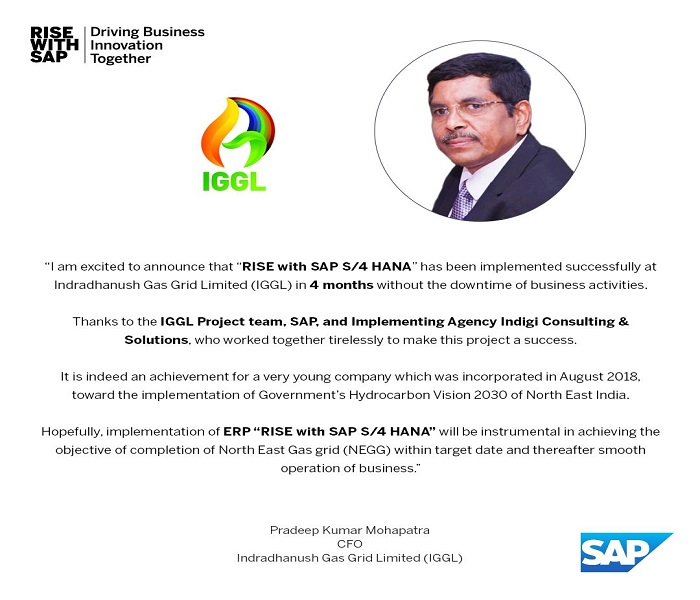 RISE
WITH
SAP
Driving Business
Innovation
Together
IGGL
“I am excited to announce that “RISE with SAP S/4 HANA” has been implemented successfully at
Indradhanush Gas Grid Limited (IGGL) in 4 months without the downtime of business activities.
Thanks to the IGGL Project team, SAP, and Implementing Agency Indigi Consulting &
Solutions, who worked together tirelessly to make this project a success.
It is indeed an achievement for a very young company which was incorporated in August 2018,
toward the implementation of Government’s Hydrocarbon Vision 2030 of North East India.
Hopefully, implementation of ERP “RISE with SAP S/4 HANA” will be instrumental in achieving the
objective of completion of North East Gas grid (NEGG) within target date and thereafter smooth
operation of business.”
Pradeep Kumar Mohapatra
CFO
Indradhanush Gas Grid Limited (IGGL)
SAP